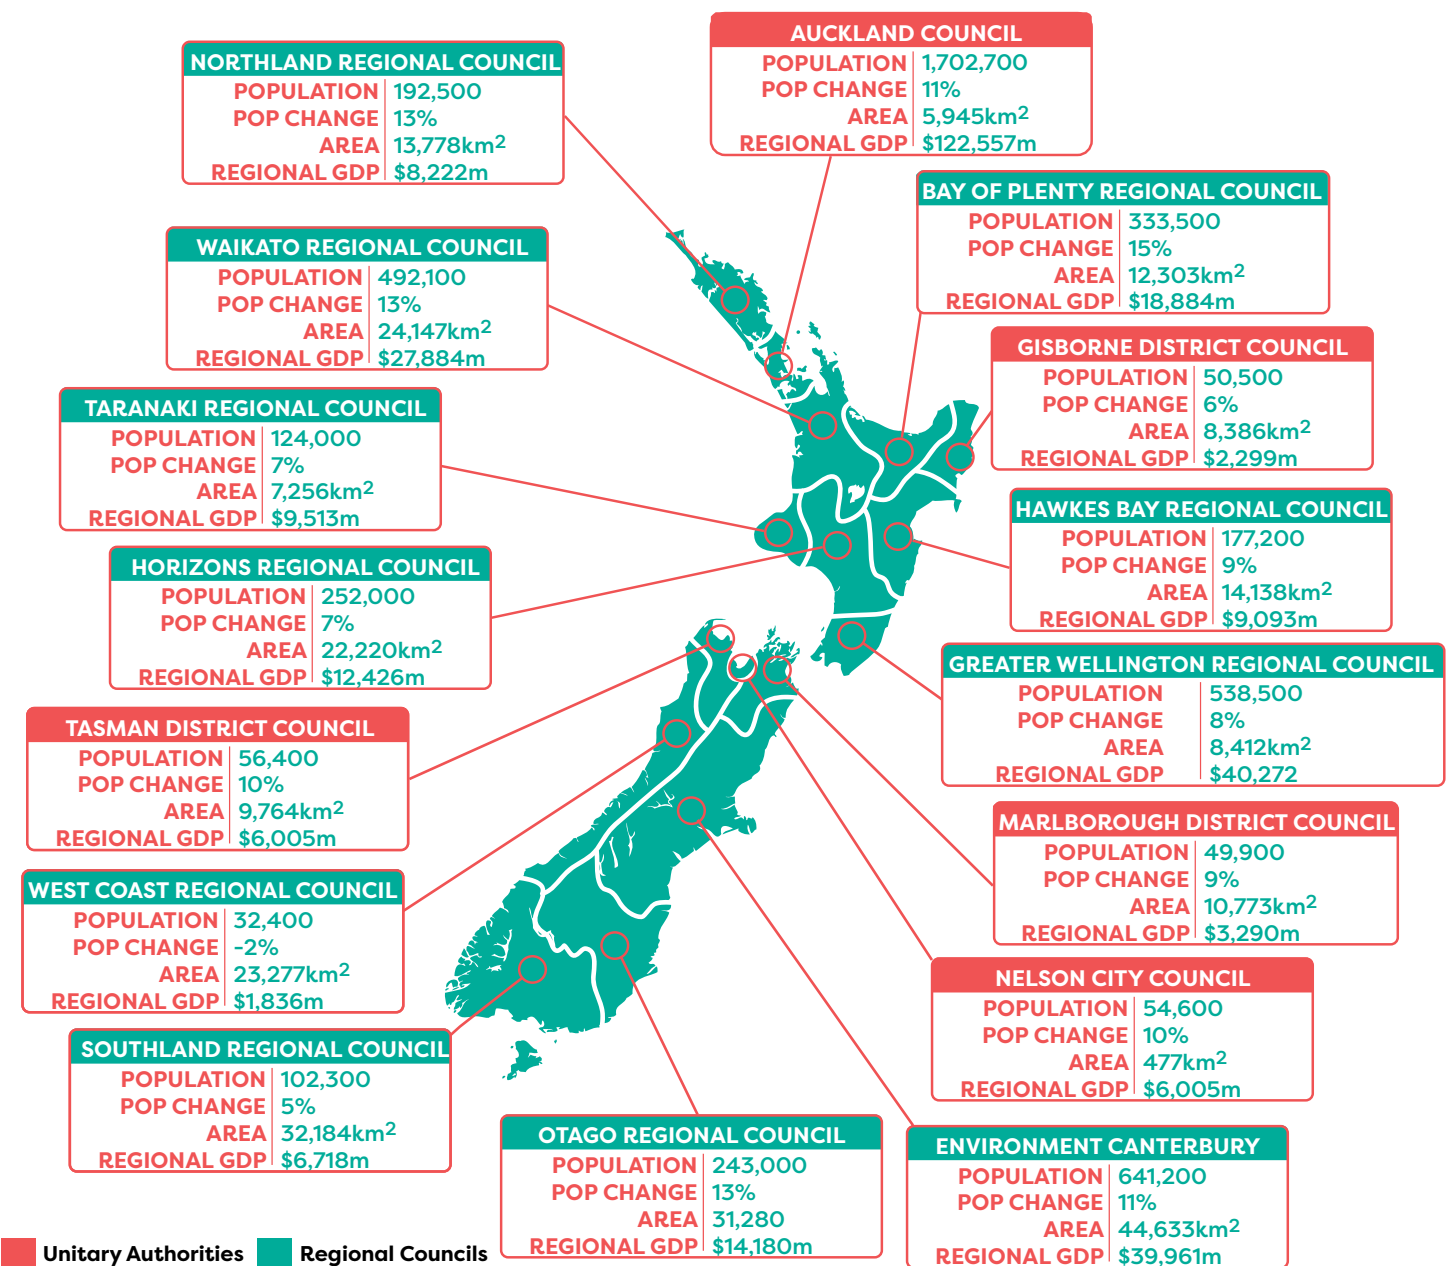 NORTHLAND REGIONAL COUNCIL
POPULATION 192,500
POP CHANGE 13%
AREA 13,778km²
REGIONAL GDP $8,222m
AUCKLAND COUNCIL
POPULATION 1,702,700
POP CHANGE 11%
AREA 5,945km²
REGIONAL GDP $122,557m
BAY OF PLENTY REGIONAL COUNCIL
POPULATION 333,500
POP CHANGE 15%
AREA 12,303km²
REGIONAL GDP $18,884m
WAIKATO REGIONAL COUNCIL
POPULATION 492,100
POP CHANGE 13%
AREA 24,147km²
REGIONAL GDP $27,884m
GISBORNE DISTRICT COUNCIL
POPULATION 50,500
POP CHANGE 6%
AREA 8,386km²
REGIONAL GDP $2,299m
TARANAKI REGIONAL COUNCIL
POPULATION 124,000
POP CHANGE 7%
AREA 7,256km²
REGIONAL GDP $9,513m
HAWKES BAY REGIONAL COUNCIL
POPULATION 177,200
POP CHANGE 9%
AREA 14,138km²
REGIONAL GDP $9,093m
HORIZONS REGIONAL COUNCIL
POPULATION 252,000
POP CHANGE 7%
AREA 22,220km²
REGIONAL GDP $12,426m
GREATER WELLINGTON REGIONAL COUNCIL
POPULATION 538,500
POP CHANGE 8%
AREA 8,412km²
REGIONAL GDP $40,272
TASMAN DISTRICT COUNCIL
POPULATION 56,400
POP CHANGE 10%
AREA 9,764km²
REGIONAL GDP $6,005m
MARLBOROUGH DISTRICT COUNCIL
POPULATION 49,900
POP CHANGE 9%
AREA 10,773km²
REGIONAL GDP $3,290m
WEST COAST REGIONAL COUNCIL
POPULATION 32,400
POP CHANGE -2%
AREA 23,277km²
REGIONAL GDP $1,836m
NELSON CITY COUNCIL
POPULATION 54,600
POP CHANGE 10%
AREA 477km²
REGIONAL GDP $6,005m
SOUTHLAND REGIONAL COUNCIL
POPULATION 102,300
POP CHANGE 5%
AREA 32,184km²
REGIONAL GDP $6,718m
OTAGO REGIONAL COUNCIL
POPULATION 243,000
POP CHANGE 13%
AREA 31,280
REGIONAL GDP $14,180m
ENVIRONMENT CANTERBURY
POPULATION 641,200
POP CHANGE 11%
AREA 44,633km²
REGIONAL GDP $39,961m
Unitary Authorities Regional Councils